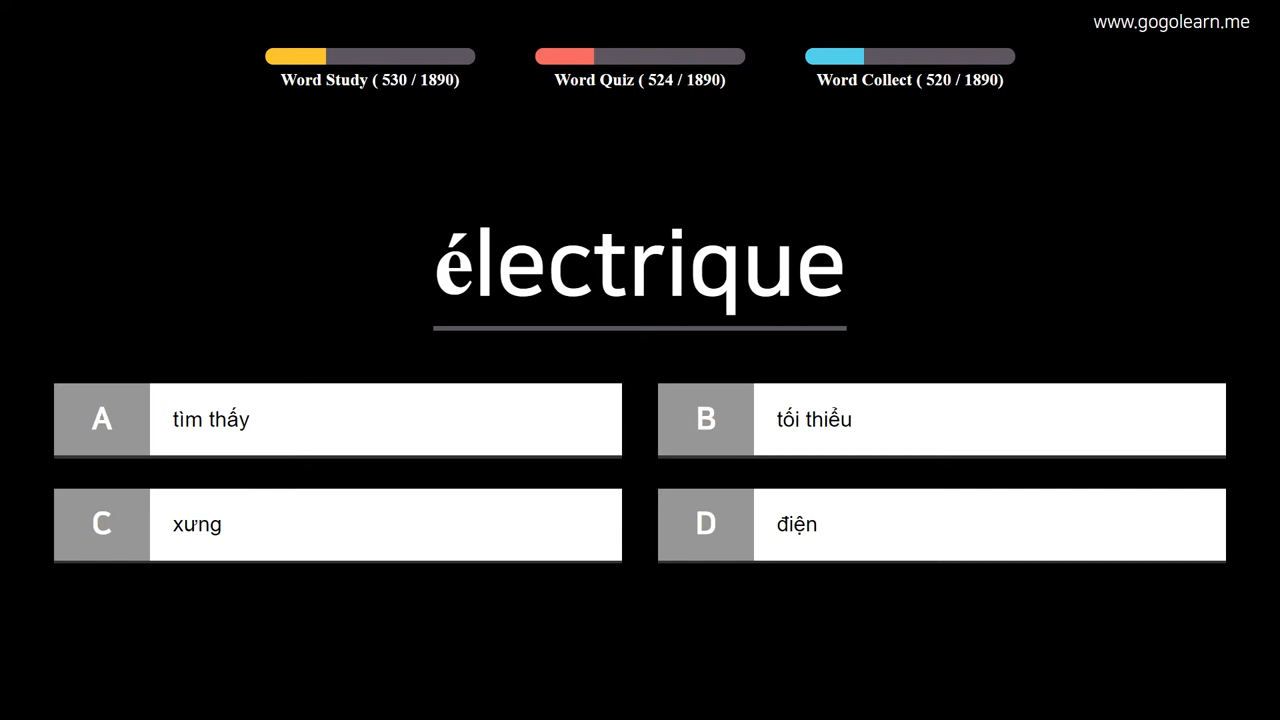 www.gogolearn.me
Word Study ( 530 / 1890)
Word Quiz ( 524 / 1890)
Word Collect ( 520 / 1890)
électrique
A tìm thấy
B tối thiểu
C xưng
D điện